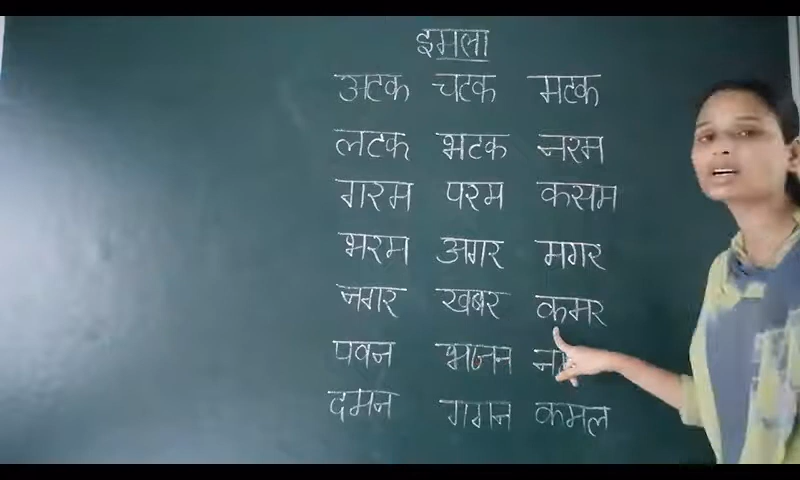 इमला
अटक चटक मटक
लटक भटक नरम
गरम परम कसम
भरम अगर मगर
नगर खबर कमर
पवन भजन
दमन गगन कमल